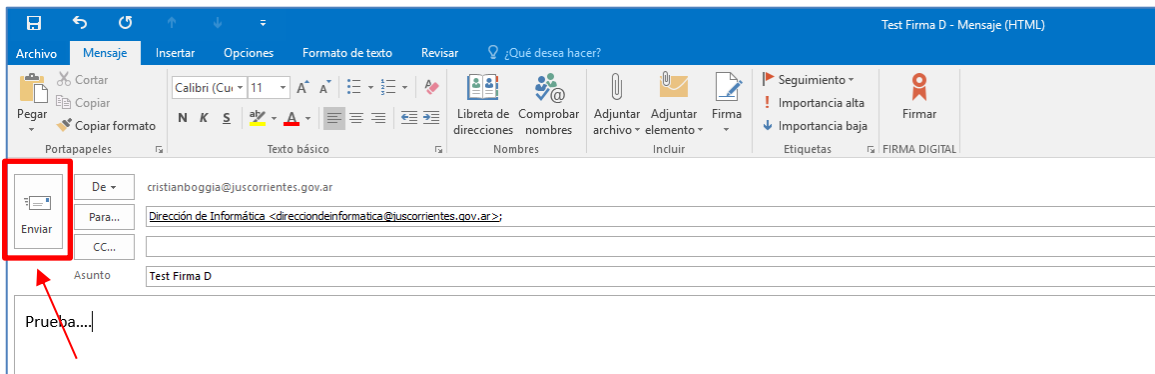 Test Firma D - Mensaje (HTML)
Archivo Mensaje Insertar Opciones Formato de texto Revisar ¿Qué desea hacer?
Pegar
Cortar
Copiar
Copiar formato
Portapapeles
Calibri (Cu 11
N K S
Texto básico
Libreta de direcciones
Comprobar nombres
Nombres
Adjuntar archivo
Adjuntar elemento
Firma
Incluir
Seguimiento
Importancia alta
Importancia baja
Etiquetas
Firmar
FIRMA DIGITAL
Enviar
De cristianboggia@juscorrientes.gov.ar
Para... Dirección de Informática <direcciondeinformatica@juscorrientes.gov.ar>;
CC...
Asunto Test Firma D
Prueba....